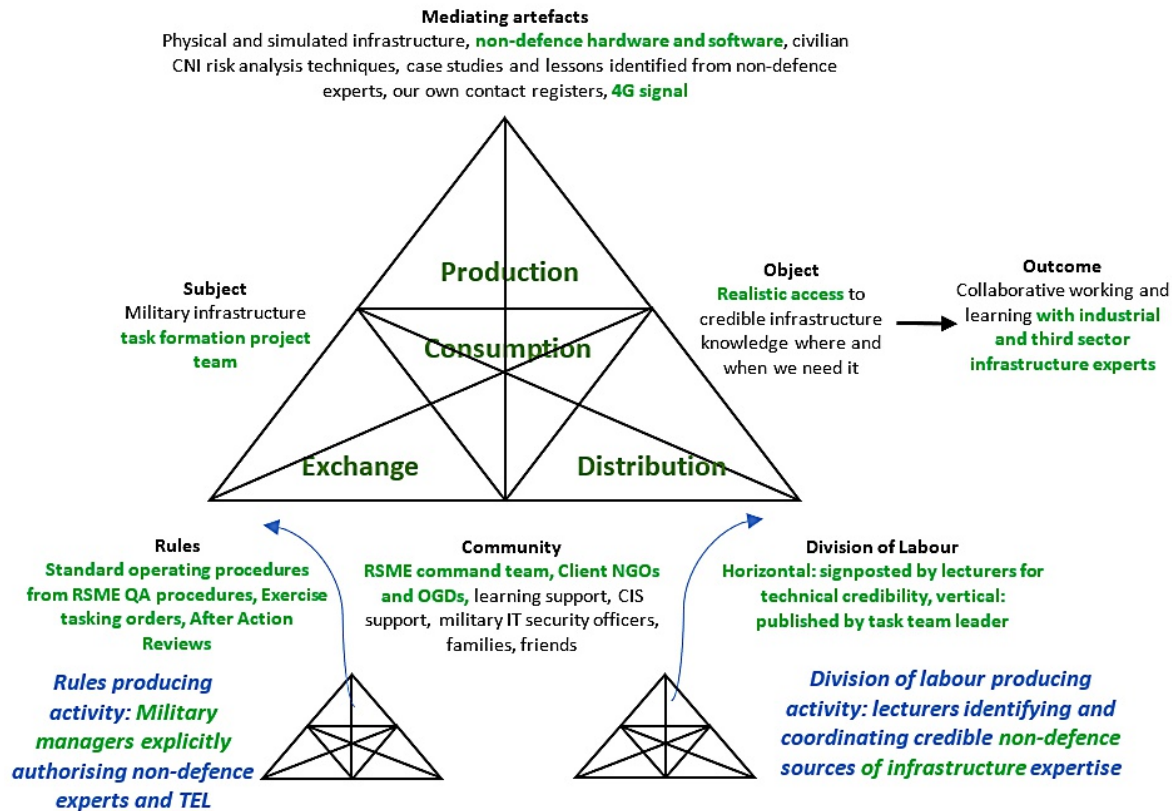 Mediating artefacts
Physical and simulated infrastructure, non-defence hardware and software, civilian
CNI risk analysis techniques, case studies and lessons identified from non-defence
experts, our own contact registers, 4G signal
Production
Subject
Military infrastructure
task formation project
team
Object
Realistic access to
credible infrastructure
knowledge where and
when we need it
Outcome
Collaborative working and
learning with industrial
and third sector
infrastructure experts
Consumption
Exchange
Distribution
Rules
Standard operating procedures
from RSME QA procedures, Exercise
tasking orders, After Action
Reviews
Community
RSME command team, Client NGOs
and OGDs, learning support, CIS
support, military IT security officers,
families, friends
Division of Labour
Horizontal: signposted by lecturers for
technical credibility, vertical:
published by task team leader
Rules producing
activity: Military
managers explicitly
authorising non-defence
experts and TEL
Division of labour producing
activity: lecturers identifying and
coordinating credible non-defence
sources of infrastructure expertise